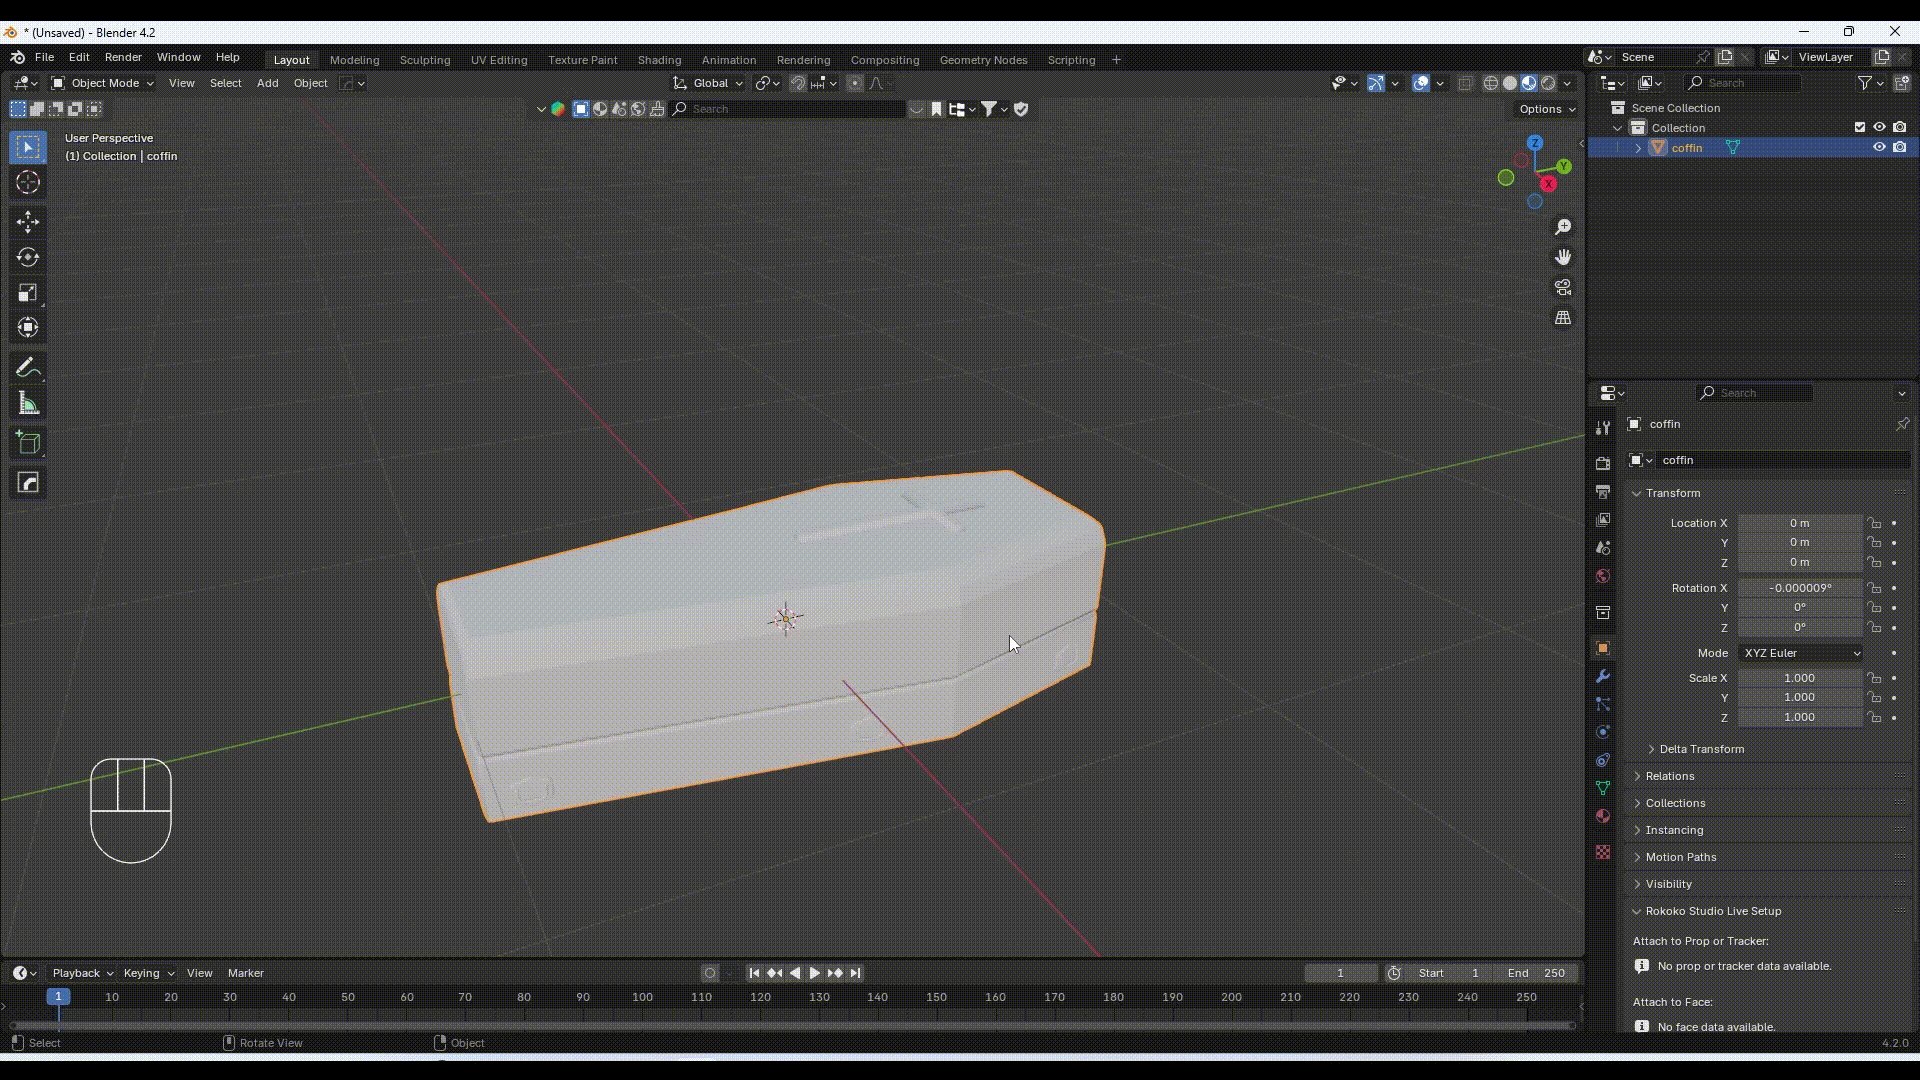 * (Unsaved) - Blender 4.2
File Edit Render Window Help Layout Modeling Sculpting UV Editing Texture Paint Shading Animation Rendering Compositing Geometry Nodes Scripting + Scene ViewLayer
Object Mode View Select Add Object Global Search
Search Options
User Perspective
(1) Collection | coffin
Z
Y
X
Scene Collection
Collection
coffin
Search
coffin
coffin
Transform
Location X 0 m
Y 0 m
Z 0 m
Rotation X -0.000009°
Y 0°
Z 0°
Mode XYZ Euler
Scale X 1.000
Y 1.000
Z 1.000
Delta Transform
Relations
Collections
Instancing
Motion Paths
Visibility
Rokoko Studio Live Setup
Attach to Prop or Tracker:
No prop or tracker data available.
Attach to Face:
No face data available.
Playback Keying View Marker 1 Start 1 End 250
1 10 20 30 40 50 60 70 80 90 100 110 120 130 140 150 160 170 180 190 200 210 220 230 240 250
Select Rotate View Object 4.2.0